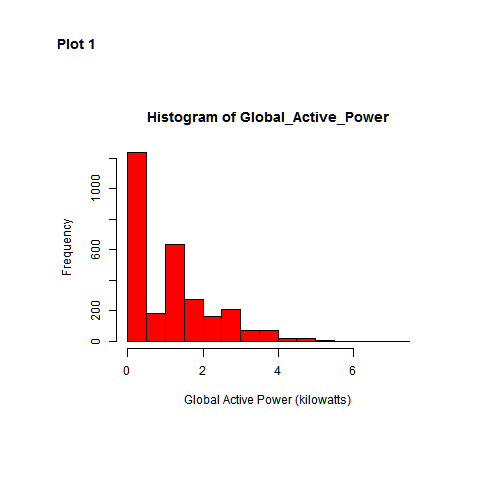 Plot 1
Histogram of Global_Active_Power
Frequency
1000
600
200
0
0 2 4 6
Global Active Power (kilowatts)